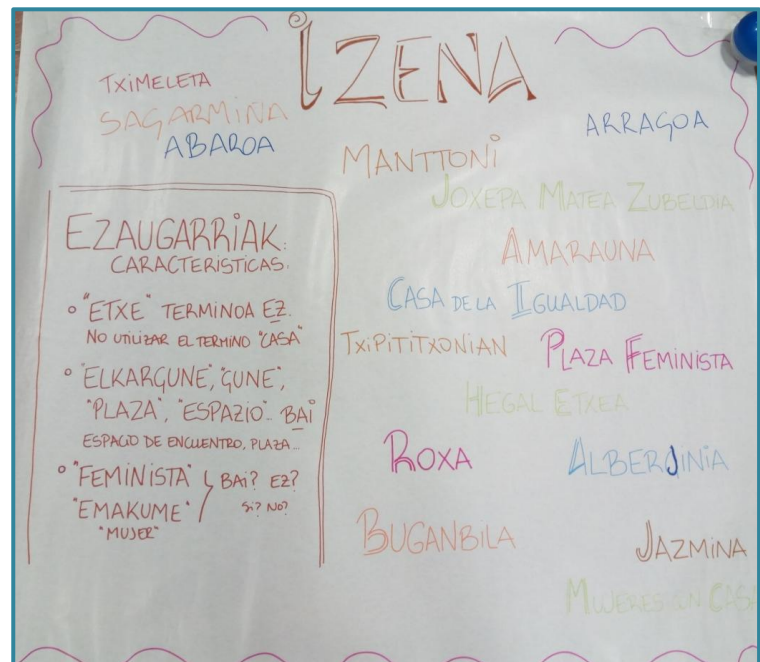 IZENA
TXIMELETA
SAGARMINA
ABAROA
ARRAGOA
MANTTONI
JOXEPA MATEA ZUBELDIA
AMARAUNA
CASA DE LA IGUALDAD
TXIPITITXONIAN
PLAZA FEMINISTA
HEGAL ETXEA
ROXA
ALBERJINIA
BUGANBILA
JAZMINA
MUJERES CON CASA
EZAUGARRIAK:
CARACTERISTICAS.
° "ETXE" TERMINOA EZ.
NO UTILIZAR EL TERMINO "CASA"
° "ELKARGUNE", "GUNE",
"PLAZA", "ESPAZIO"... BAI
ESPACIO DE ENCUENTRO, PLAZA...
° "FEMINISTA" BAI? EZ?
"EMAKUME" SI? NO?
"MUJER"